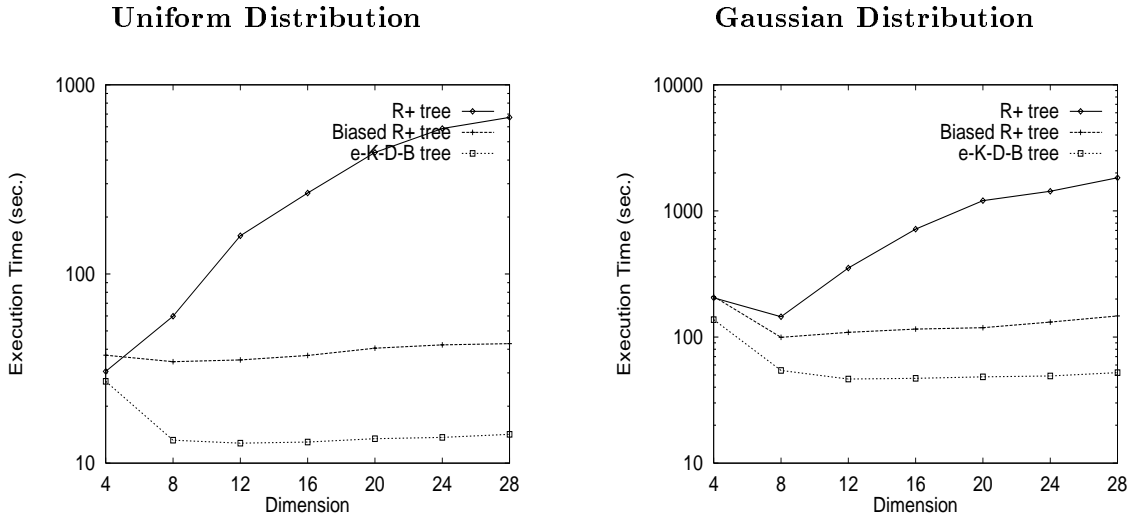 Uniform Distribution
1000
100
10
Execution Time (sec.)
R+ tree
Biased R+ tree
e-K-D-B tree
4 8 12 16 20 24 28
Dimension
Gaussian Distribution
10000
1000
100
10
Execution Time (sec.)
R+ tree
Biased R+ tree
e-K-D-B tree
4 8 12 16 20 24 28
Dimension